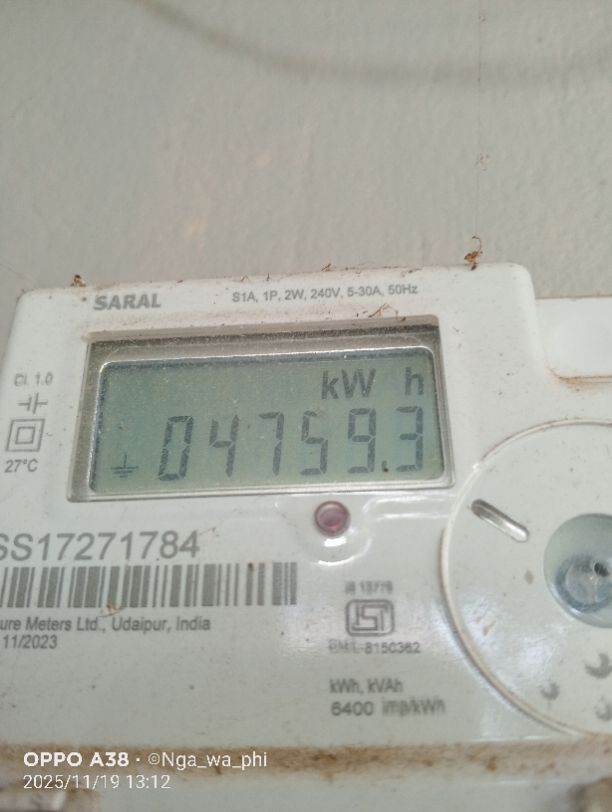 SARAL
S1A, 1P, 2W, 240V, 5-30A, 50Hz
Cl. 1.0
27°C
kW h
04759.3
SS17271784
ure Meters Ltd., Udaipur, India
11/2023
IS 13779
ISI
CM/L-8150362
kWh, kVAh
6400 imp/kWh
OPPO A38 · ©Nga_wa_phi
2025/11/19 13:12